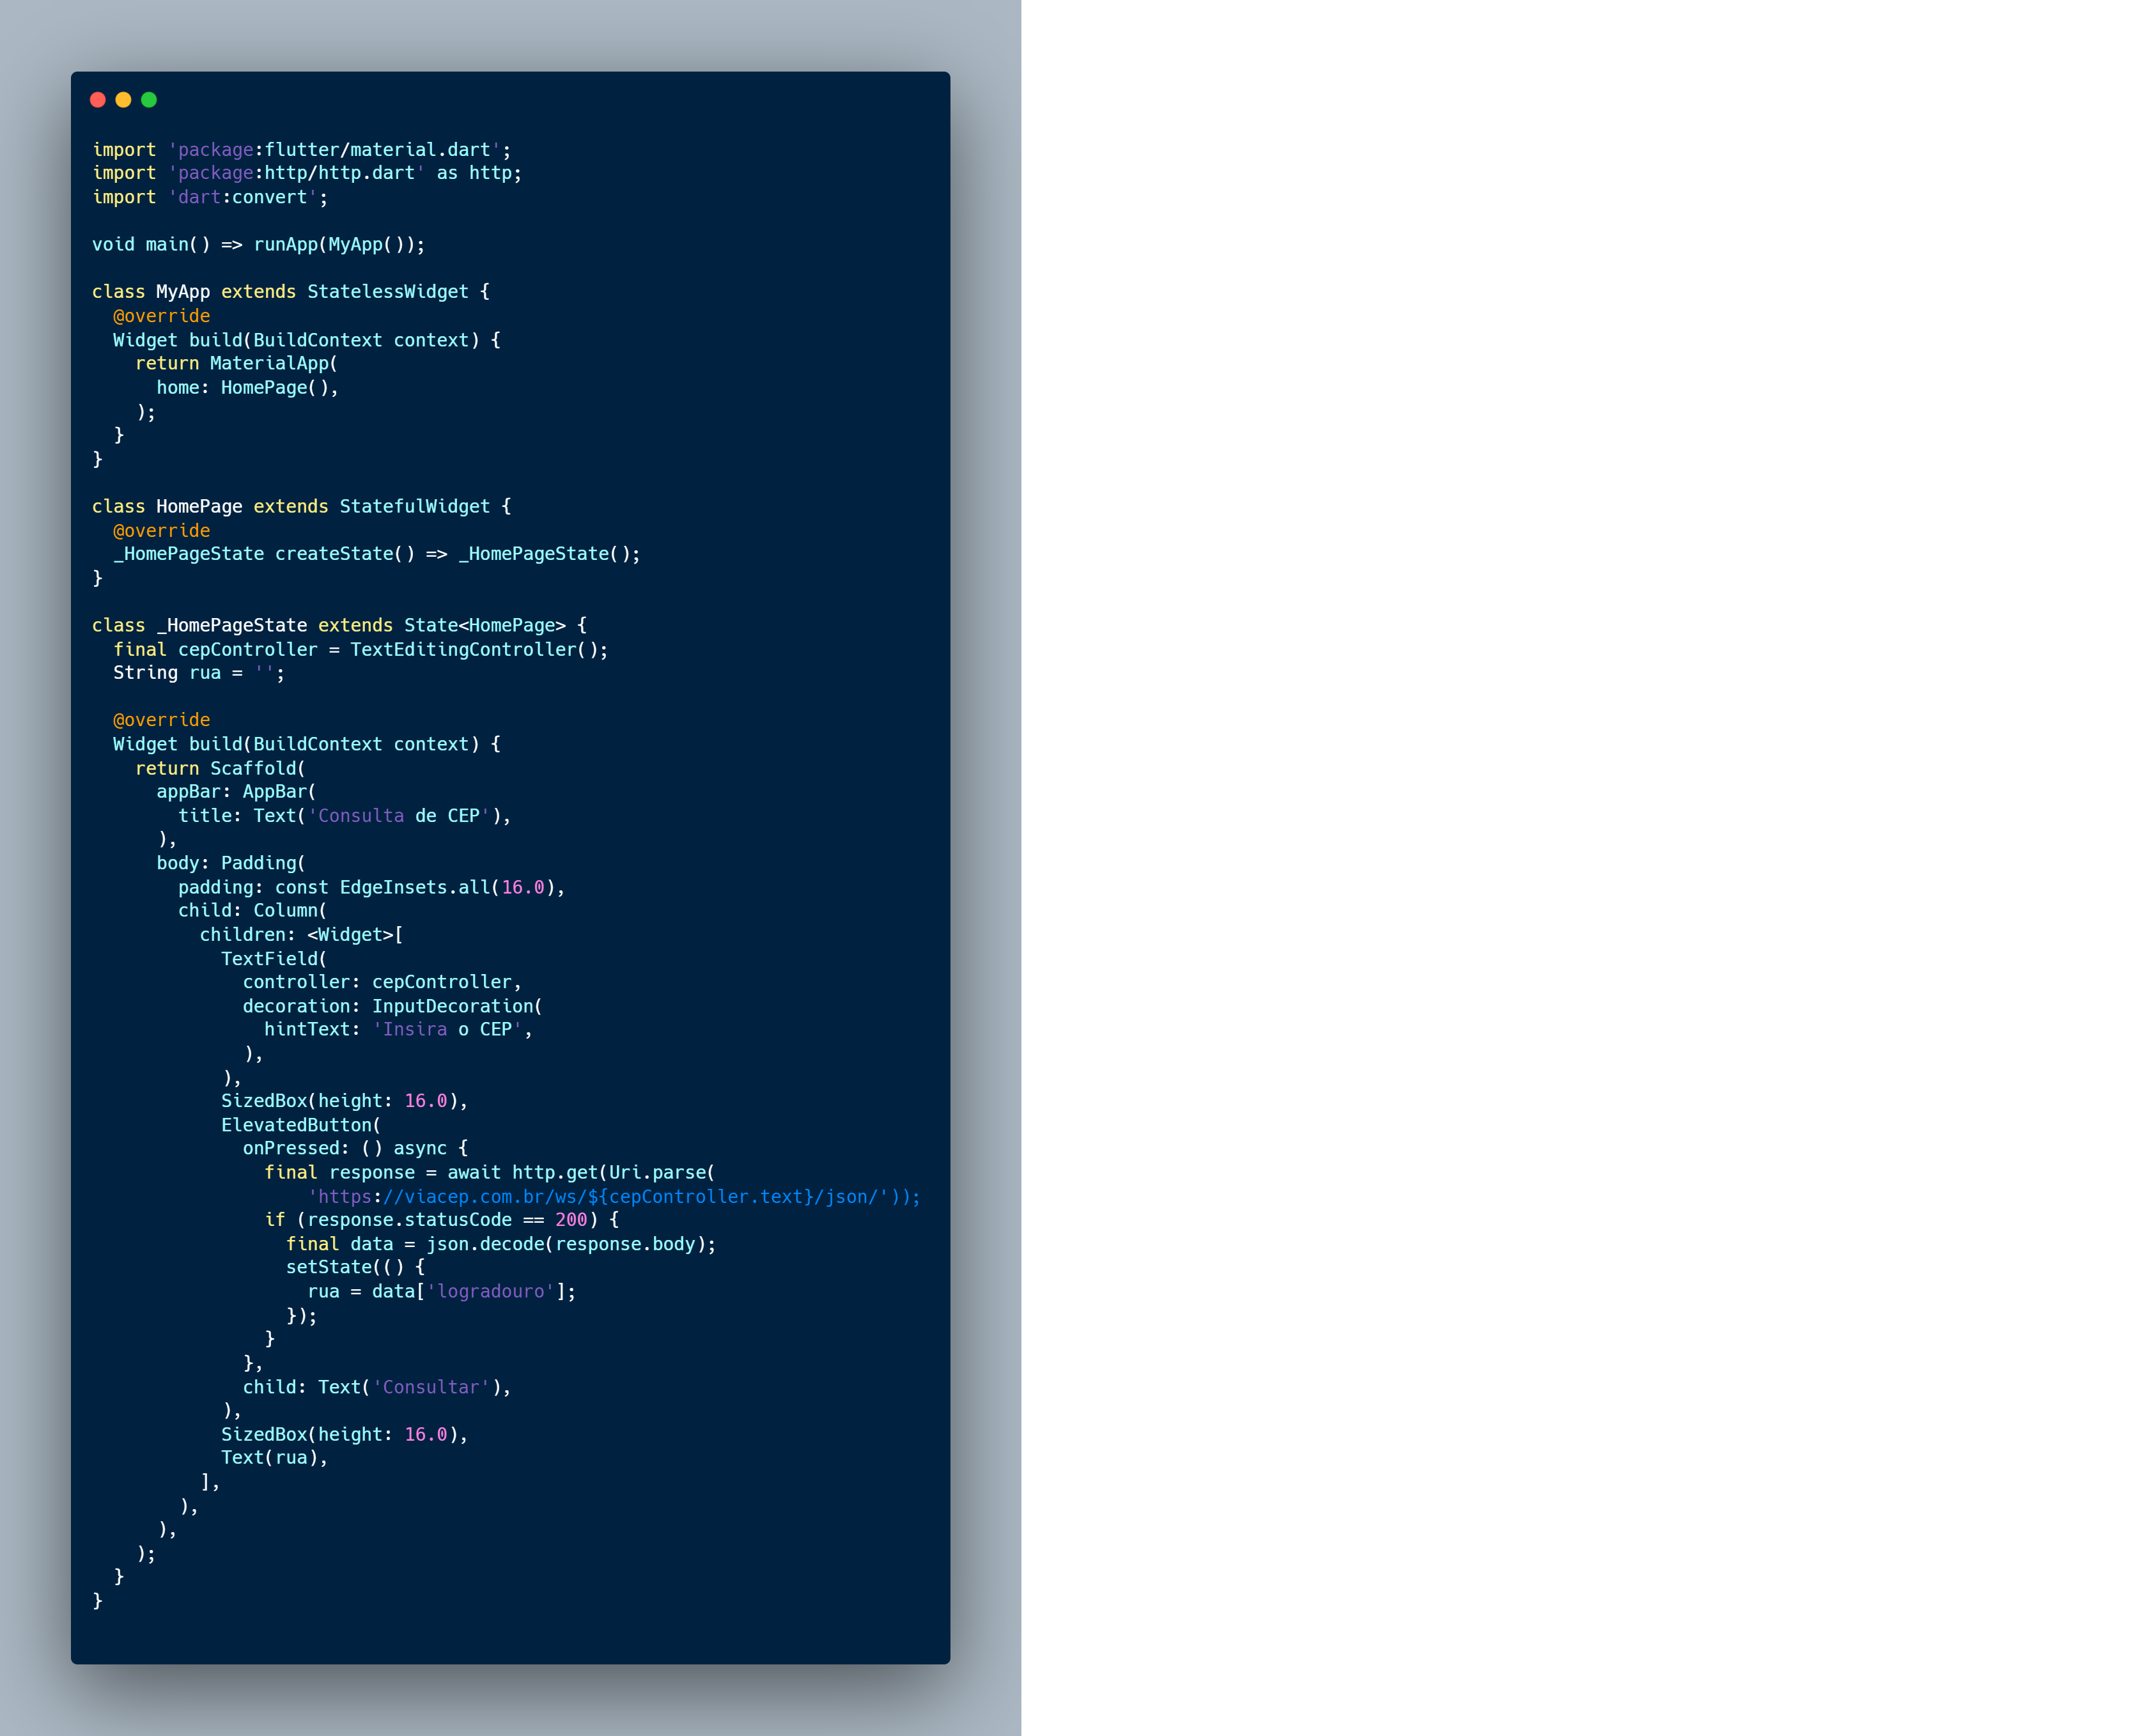 import 'package:flutter/material.dart';
import 'package:http/http.dart' as http;
import 'dart:convert';

void main() => runApp(MyApp());

class MyApp extends StatelessWidget {
  @override
  Widget build(BuildContext context) {
    return MaterialApp(
      home: HomePage(),
    );
  }
}

class HomePage extends StatefulWidget {
  @override
  _HomePageState createState() => _HomePageState();
}

class _HomePageState extends State<HomePage> {
  final cepController = TextEditingController();
  String rua = '';

  @override
  Widget build(BuildContext context) {
    return Scaffold(
      appBar: AppBar(
        title: Text('Consulta de CEP'),
      ),
      body: Padding(
        padding: const EdgeInsets.all(16.0),
        child: Column(
          children: <Widget>[
            TextField(
              controller: cepController,
              decoration: InputDecoration(
                hintText: 'Insira o CEP',
              ),
            ),
            SizedBox(height: 16.0),
            ElevatedButton(
              onPressed: () async {
                final response = await http.get(Uri.parse(
                    'https://viacep.com.br/ws/${cepController.text}/json/'));
                if (response.statusCode == 200) {
                  final data = json.decode(response.body);
                  setState(() {
                    rua = data['logradouro'];
                  });
                }
              },
              child: Text('Consultar'),
            ),
            SizedBox(height: 16.0),
            Text(rua),
          ],
        ),
      ),
    );
  }
}